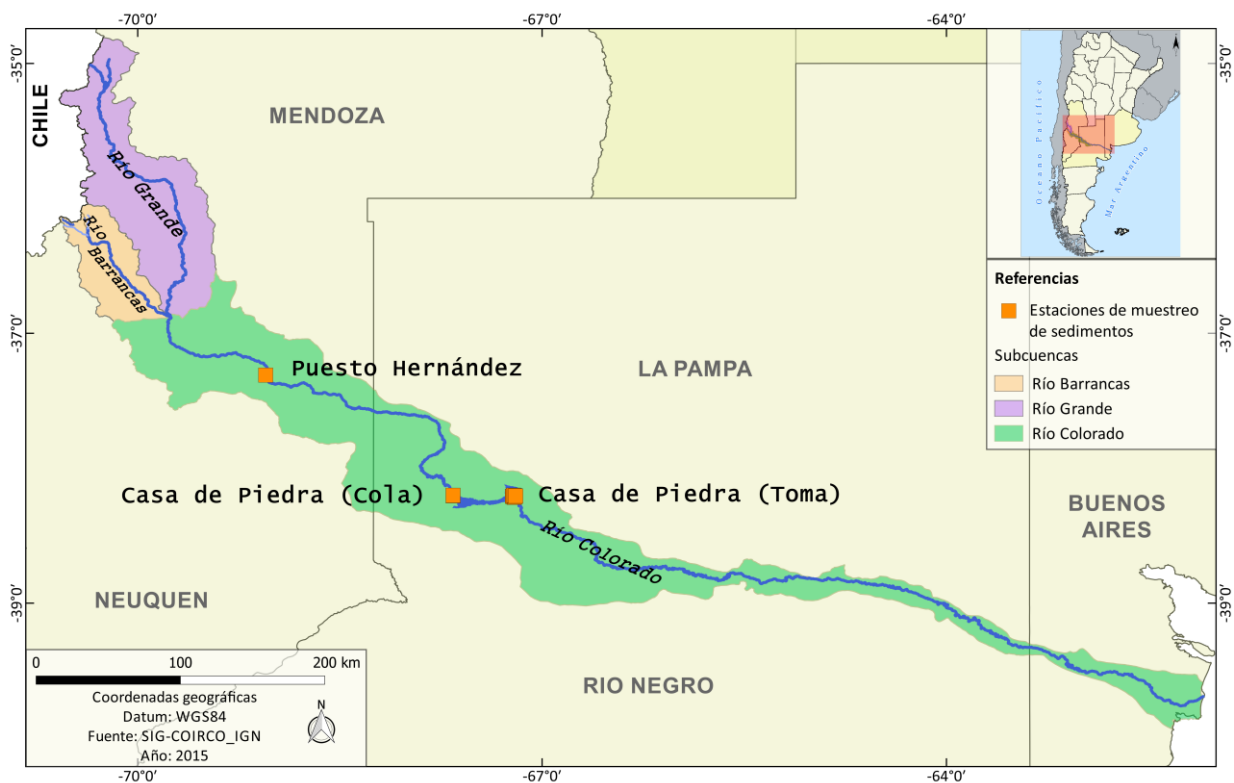 -70°0'
-67°0'
-64°0'
-35°0'
-35°0'
CHILE
MENDOZA
Río Grande
Río
Barrancas
-37°0'
-37°0'
Puesto Hernández
LA PAMPA
Casa de Piedra (Cola)
Casa de Piedra (Toma)
Río Colorado
BUENOS
AIRES
NEUQUEN
-39°0'
-39°0'
RIO NEGRO
Oceano Pacífico
Mar Argentino
Referencias
Estaciones de muestreo
de sedimentos
Subcuencas
Río Barrancas
Río Grande
Río Colorado
0
100
200 km
Coordenadas geográficas
Datum: WGS84
Fuente: SIG-COIRCO_IGN
Año: 2015
N
-70°0'
-67°0'
-64°0'